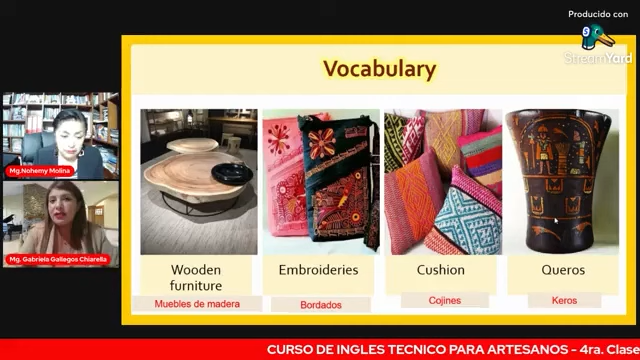 Producido con
StreamYard
Vocabulary
Mg.Nohemy Molina
Mg. Gabriela Gallegos Chiarella
Wooden
furniture
Muebles de madera
Embroideries
Bordados
Cushion
Cojines
Queros
Keros
CURSO DE INGLES TECNICO PARA ARTESANOS - 4ra. Clase